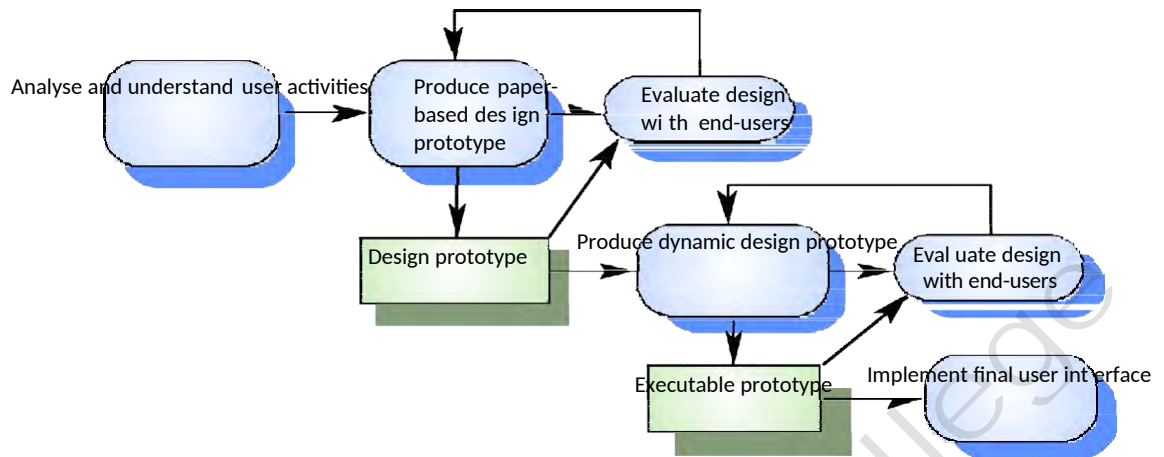 Analyse and understand user activities
Produce paper-
based des ign
prototype
Evaluate design
wi th end-users
Design prototype
Produce dynamic design prototype
Eval uate design
with end-users
Executable prototype
Implement final user int erface
llege